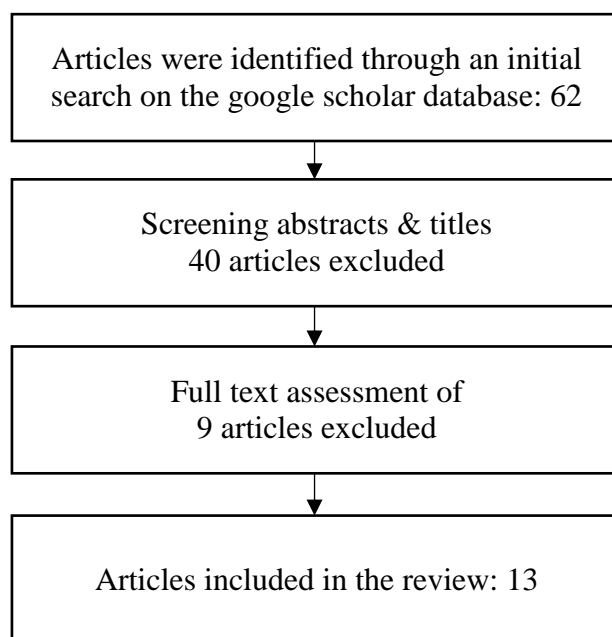 Articles were identified through an initial
search on the google scholar database: 62
Screening abstracts & titles
40 articles excluded
Full text assessment of
9 articles excluded
Articles included in the review: 13